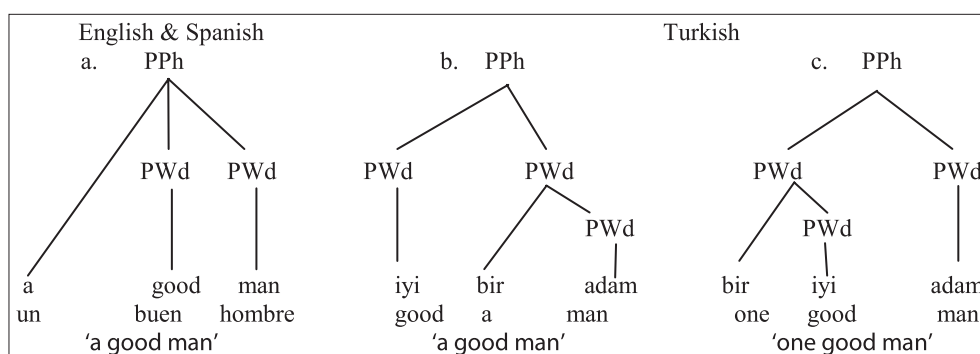 English & Spanish Turkish
a. PPh b. PPh c. PPh
PWd PWd PWd PWd PWd PWd
PWd PWd
a good man iyi bir adam bir iyi adam
un buen hombre good a man one good man
‘a good man’ ‘a good man’ ‘one good man’